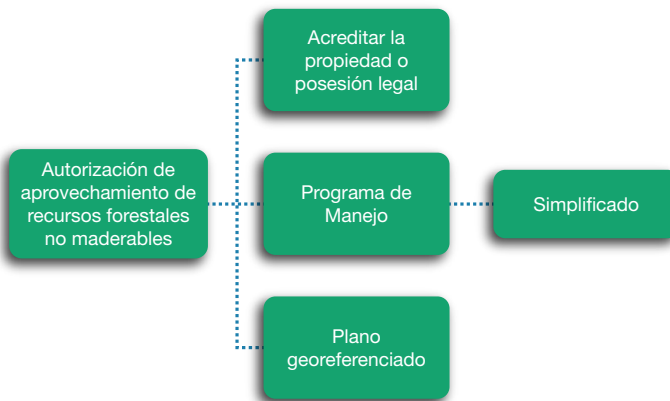 Acreditar la
propiedad o
posesión legal
Autorización de
aprovechamiento de
recursos forestales
no maderables
Programa de
Manejo
Simplificado
Plano
georeferenciado